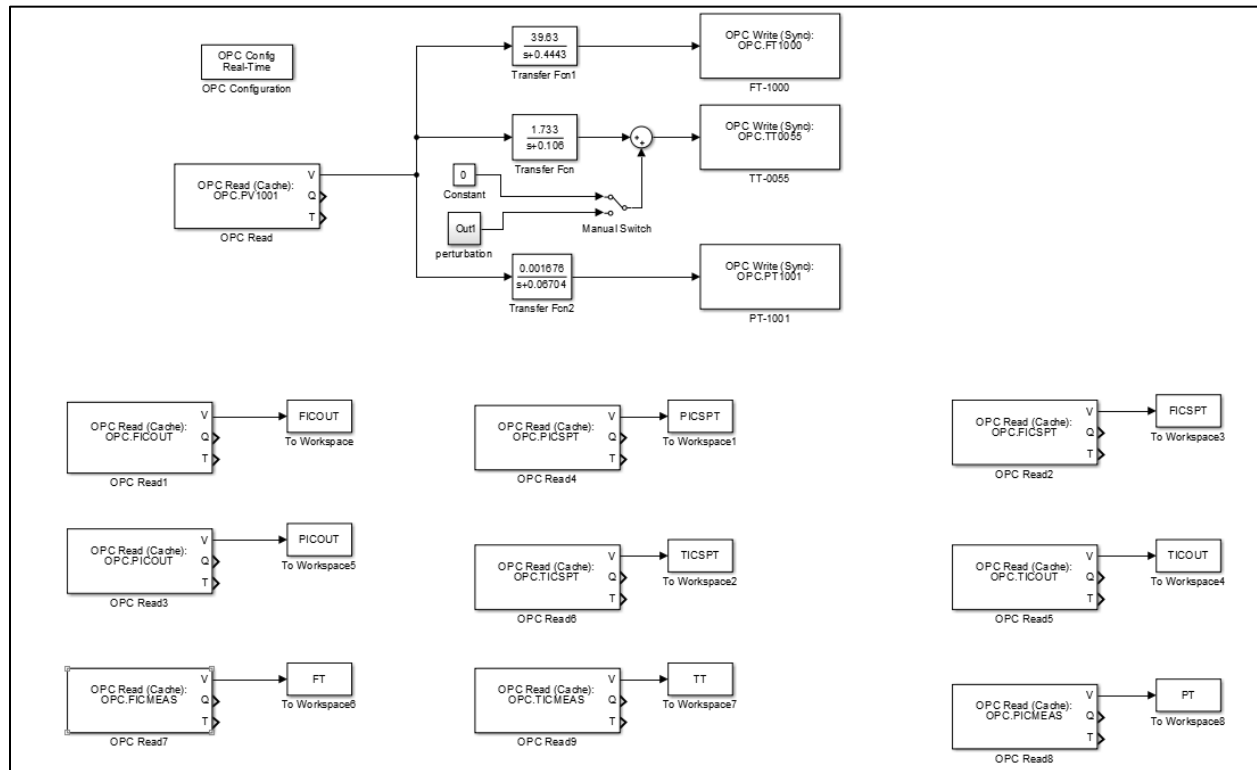 OPC Config
Real-Time
OPC Configuration
39.63
s+0.4443
Transfer Fcn1
OPC Write (Sync):
OPC.FT1000
FT-1000
1.733
s+0.106
Transfer Fcn
+
+
OPC Write (Sync):
OPC.TT0055
TT-0055
OPC Read (Cache):
OPC.PV1001
V
Q
T
OPC Read
0
Constant
Out1
perturbation
Manual Switch
0.001676
s+0.06704
Transfer Fcn2
OPC Write (Sync):
OPC.PT1001
PT-1001
OPC Read (Cache):
OPC.FICOUT
V
Q
T
OPC Read1
FICOUT
To Workspace
OPC Read (Cache):
OPC.PICSPT
V
Q
T
OPC Read4
PICSPT
To Workspace1
OPC Read (Cache):
OPC.FICSPT
V
Q
T
OPC Read2
FICSPT
To Workspace3
OPC Read (Cache):
OPC.PICOUT
V
Q
T
OPC Read3
PICOUT
To Workspace5
OPC Read (Cache):
OPC.TICSPT
V
Q
T
OPC Read6
TICSPT
To Workspace2
OPC Read (Cache):
OPC.TICOUT
V
Q
T
OPC Read5
TICOUT
To Workspace4
OPC Read (Cache):
OPC.FICMEAS
V
Q
T
OPC Read7
FT
To Workspace6
OPC Read (Cache):
OPC.TICMEAS
V
Q
T
OPC Read9
TT
To Workspace7
OPC Read (Cache):
OPC.PICMEAS
V
Q
T
OPC Read8
PT
To Workspace8